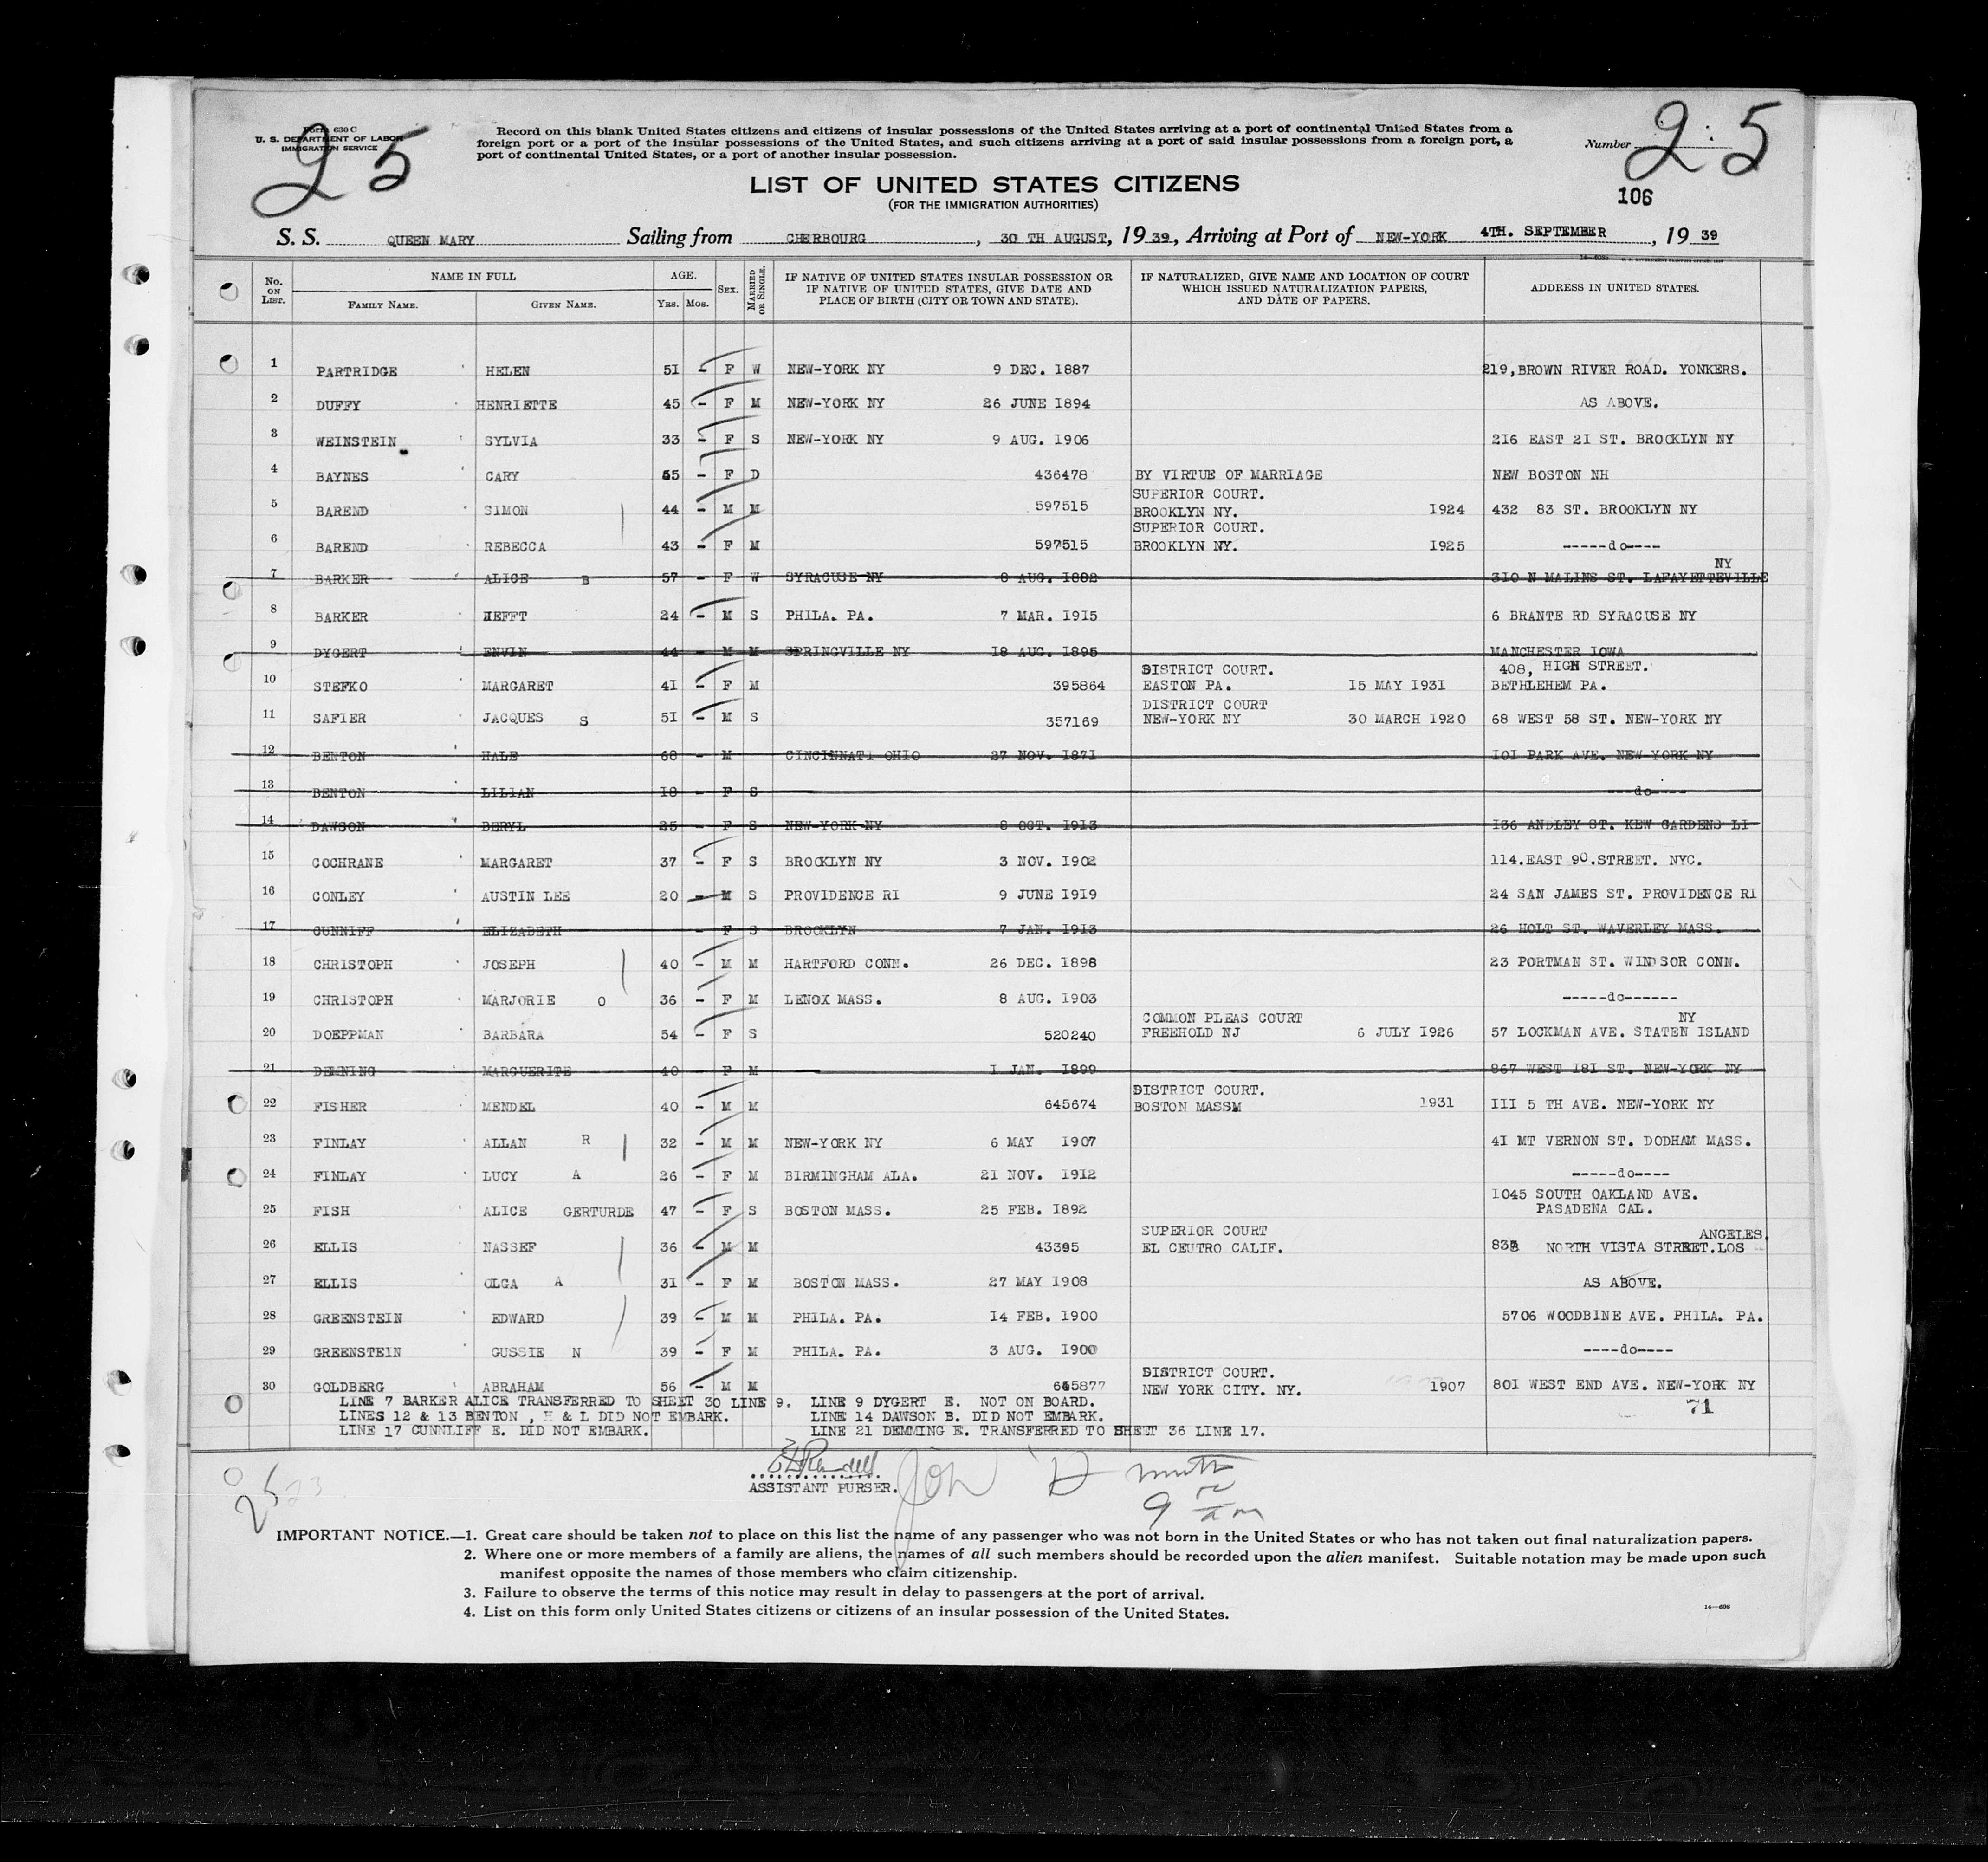 Form 630 C
U. S. DEPARTMENT OF LABOR
IMMIGRATION SERVICE
25
Record on this blank United States citizens and citizens of insular possessions of the United States arriving at a port of continental United States from a
foreign port or a port of the insular possessions of the United States, and such citizens arriving at a port of said insular possessions from a foreign port, a
port of continental United States, or a port of another insular possession.
Number 25
106
LIST OF UNITED STATES CITIZENS
(FOR THE IMMIGRATION AUTHORITIES)
S. S. QUEEN MARY Sailing from CHERBOURG, 30 TH AUGUST, 1939, Arriving at Port of NEW-YORK 4TH. SEPTEMBER, 1939
No. ON LIST. NAME IN FULL FAMILY NAME. GIVEN NAME. AGE. YRS. MOS. SEX. MARRIED OR SINGLE. IF NATIVE OF UNITED STATES INSULAR POSSESSION OR IF NATIVE OF UNITED STATES, GIVE DATE AND PLACE OF BIRTH (CITY OR TOWN AND STATE). IF NATURALIZED, GIVE NAME AND LOCATION OF COURT WHICH ISSUED NATURALIZATION PAPERS, AND DATE OF PAPERS. ADDRESS IN UNITED STATES.
1 PARTRIDGE HELEN 51 - F W NEW-YORK NY 9 DEC. 1887 219, BROWN RIVER ROAD. YONKERS.
2 DUFFY HENRIETTE 45 - F M NEW-YORK NY 26 JUNE 1894 AS ABOVE.
3 WEINSTEIN SYLVIA 33 - F S NEW-YORK NY 9 AUG. 1906 216 EAST 21 ST. BROOKLYN NY
4 BAYNES CARY 55 - F D 436478 BY VIRTUE OF MARRIAGE NEW BOSTON NH
5 BAREND SIMON 44 - M M 597515 SUPERIOR COURT. BROOKLYN NY. 1924 432 83 ST. BROOKLYN NY
6 BAREND REBECCA 43 - F M 597515 SUPERIOR COURT. BROOKLYN NY. 1925 -----do----
7 BARKER ALICE B 57 - F W SYRACUSE NY 8 AUG. 1882 310 N MALINS ST. LAFAYETTEVILLE NY
8 BARKER HEFFT 24 - M S PHILA. PA. 7 MAR. 1915 6 BRANTE RD SYRACUSE NY
9 DYGERT ENVIN 44 - M M SPRINGVILLE NY 18 AUG. 1895 MANCHESTER IOWA
10 STEFKO MARGARET 41 - F M 395864 DISTRICT COURT. EASTON PA. 15 MAY 1931 408, HIGH STREET. BETHLEHEM PA.
11 SAFIER JACQUES S 51 - M S 357169 DISTRICT COURT NEW-YORK NY 30 MARCH 1920 68 WEST 58 ST. NEW-YORK NY
12 BENTON HALE 68 - M CINCINNATI OHIO 27 NOV. 1871 101 PARK AVE. NEW-YORK NY
13 BENTON LILIAN 18 - F S ----do----
14 DAWSON BERYL 25 - F S NEW-YORK NY 8 OCT. 1913 136 ANDLEY ST. KEW GARDENS LI
15 COCHRANE MARGARET 37 - F S BROOKLYN NY 3 NOV. 1902 114.EAST 90.STREET. NYC.
16 CONLEY AUSTIN LEE 20 - M S PROVIDENCE RI 9 JUNE 1919 24 SAN JAMES ST. PROVIDENCE RI
17 CUNNIFF ELIZABETH - F S BROOKLYN 7 JAN. 1913 26 HOLT ST. WAVERLEY MASS.
18 CHRISTOPH JOSEPH 40 - M M HARTFORD CONN. 26 DEC. 1898 23 PORTMAN ST. WINDSOR CONN.
19 CHRISTOPH MARJORIE O 36 - F M LENOX MASS. 8 AUG. 1903 -----do------
20 DOEPPMAN BARBARA 54 - F S 520240 COMMON PLEAS COURT FREEHOLD NJ 6 JULY 1926 57 LOCKMAN AVE. STATEN ISLAND NY
21 DEMNING MARGUERITE 40 - F M 1 JAN. 1899 867 WEST 181 ST. NEW-YORK NY
22 FISHER MENDEL 40 - M M 645674 DISTRICT COURT. BOSTON MASSM 1931 111 5 TH AVE. NEW-YORK NY
23 FINLAY ALLAN R 32 - M M NEW-YORK NY 6 MAY 1907 41 MT VERNON ST. DODHAM MASS.
24 FINLAY LUCY A 26 - F M BIRMINGHAM ALA. 21 NOV. 1912 -----do----
25 FISH ALICE GERTURDE 47 - F S BOSTON MASS. 25 FEB. 1892 1045 SOUTH OAKLAND AVE. PASADENA CAL.
26 ELLIS NASSEF 36 - M M 43395 SUPERIOR COURT EL CEUTRO CALIF. NORTH VISTA STREET.LOS ANGELES.
27 ELLIS OLGA A 31 - F M BOSTON MASS. 27 MAY 1908 AS ABOVE.
28 GREENSTEIN EDWARD 39 - M M PHILA. PA. 14 FEB. 1900 5706 WOODBINE AVE. PHILA. PA.
29 GREENSTEIN GUSSIE N 39 - F M PHILA. PA. 3 AUG. 1900 ----do----
30 GOLDBERG ABRAHAM 56 - M M DISTRICT COURT. NEW YORK CITY. NY. 1907 801 WEST END AVE. NEW-YORK NY
71
LINE 7 BARKER ALICE TRANSFERRED TO SHEET 30 LINE 9. LINE 9 DYGERT E. NOT ON BOARD.
LINES 12 & 13 BENTON , H & L DID NOT EMBARK. LINE 14 DAWSON B. DID NOT EMBARK.
LINE 17 CUNNLIFF E. DID NOT EMBARK. LINE 21 DEMMING E. TRANSFERRED TO SHEET 36 LINE 17.
ASSISTANT PURSER.
25
IMPORTANT NOTICE.—1. Great care should be taken not to place on this list the name of any passenger who was not born in the United States or who has not taken out final naturalization papers.
2. Where one or more members of a family are aliens, the names of all such members should be recorded upon the alien manifest. Suitable notation may be made upon such
manifest opposite the names of those members who claim citizenship.
3. Failure to observe the terms of this notice may result in delay to passengers at the port of arrival.
4. List on this form only United States citizens or citizens of an insular possession of the United States.
14—608